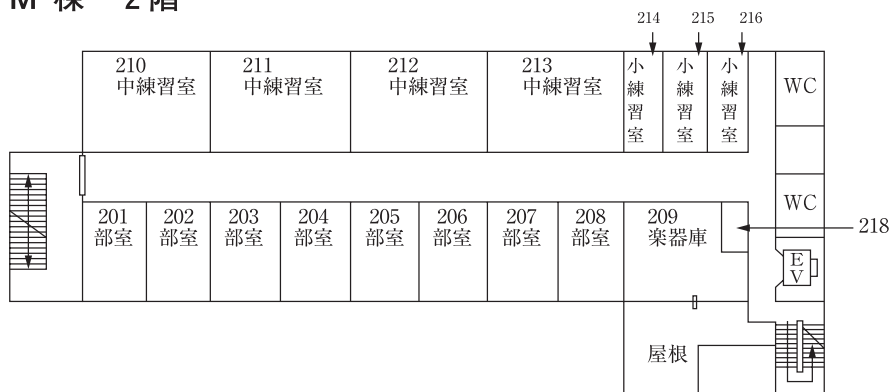 M 棟 2階
214 215 216
210
中練習室
211
中練習室
212
中練習室
213
中練習室
小練習室
小練習室
小練習室
WC
WC
201
部室
202
部室
203
部室
204
部室
205
部室
206
部室
207
部室
208
部室
209
楽器庫
218
EV
屋根